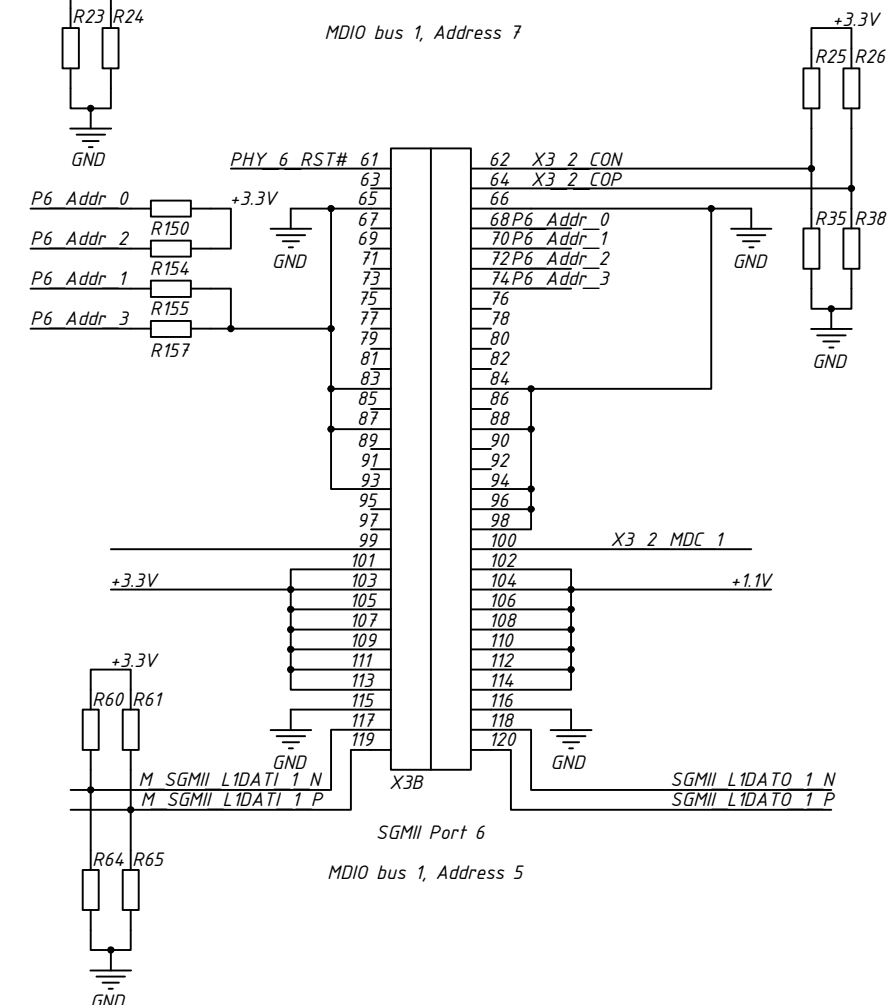 R23 R24
MDIO bus 1, Address 7
+3.3V
R25 R26
GND
PHY_6_RST# 61
62 X3_2_CON
63
64 X3_2_COP
P6_Addr_0
+3.3V
65
66
R150
67
68 P6_Addr_0
R35 R38
P6_Addr_2
69
70 P6_Addr_1
R154
GND
71
72 P6_Addr_2
GND
P6_Addr_1
73
74 P6_Addr_3
R155
75
76
P6_Addr_3
77
78
R157
79
80
GND
81
82
83
84
85
86
87
88
89
90
91
92
93
94
95
96
97
98
99
100 X3_2_MDC_1
101
102
+3.3V
103
104
+1.1V
105
106
107
108
109
110
111
112
+3.3V
113
114
R60 R61
115
116
117
118
119
120
GND
GND
M_SGMII_L1DATI_1_N
X3B
SGMII_L1DATO_1_N
M_SGMII_L1DATI_1_P
SGMII_L1DATO_1_P
SGMII Port 6
R64 R65
MDIO bus 1, Address 5
GND